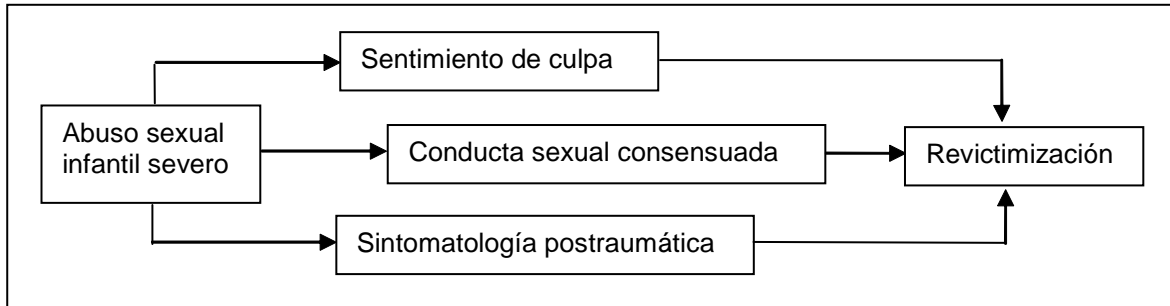 Sentimiento de culpa
Abuso sexual
infantil severo
Conducta sexual consensuada
Revictimización
Sintomatología postraumática